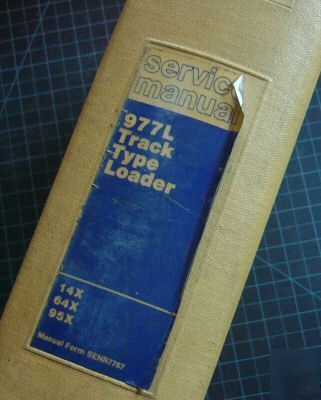 service
manual
977L
Track
Type
Loader
14X
64X
95X
Manual Form SENR7767